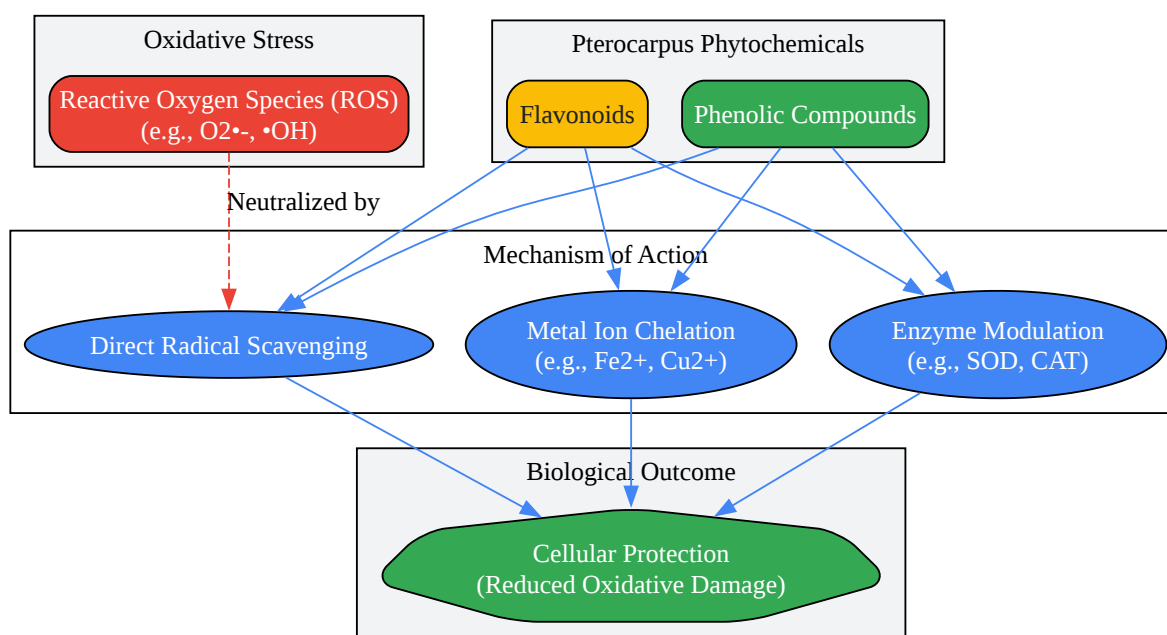 Oxidative Stress
Pterocarpus Phytochemicals
Reactive Oxygen Species (ROS)
(e.g., O2•-, •OH)
Flavonoids
Phenolic Compounds
Neutralized by
Mechanism of Action
Direct Radical Scavenging
Metal Ion Chelation
(e.g., Fe2+, Cu2+)
Enzyme Modulation
(e.g., SOD, CAT)
Biological Outcome
Cellular Protection
(Reduced Oxidative Damage)